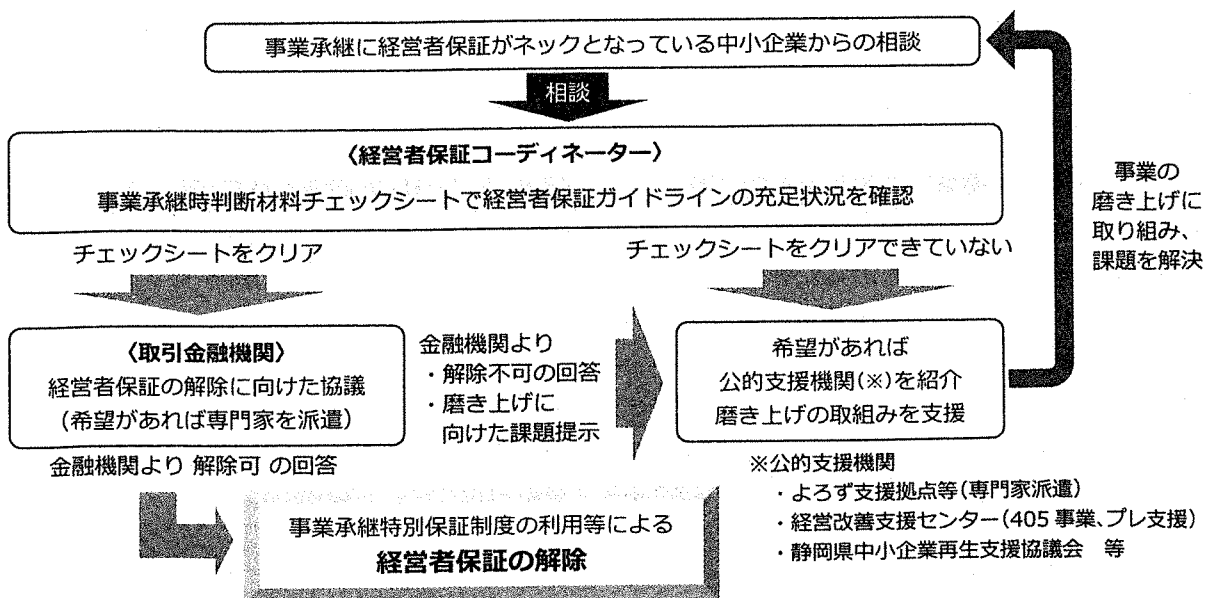 事業承継に経営者保証がネックとなっている中小企業からの相談
相談
〈経営者保証コーディネーター〉
事業承継時判断材料チェックシートで経営者保証ガイドラインの充足状況を確認
チェックシートをクリア
チェックシートをクリアできていない
事業の
磨き上げに
取り組み、
課題を解決
〈取引金融機関〉
経営者保証の解除に向けた協議
(希望があれば専門家を派遣)
金融機関より
・解除不可の回答
・磨き上げに
向けた課題提示
希望があれば
公的支援機関(※)を紹介
磨き上げの取組みを支援
金融機関より 解除可 の回答
※公的支援機関
・よろず支援拠点等(専門家派遣)
・経営改善支援センター(405 事業、プレ支援)
・静岡県中小企業再生支援協議会 等
事業承継特別保証制度の利用等による
経営者保証の解除